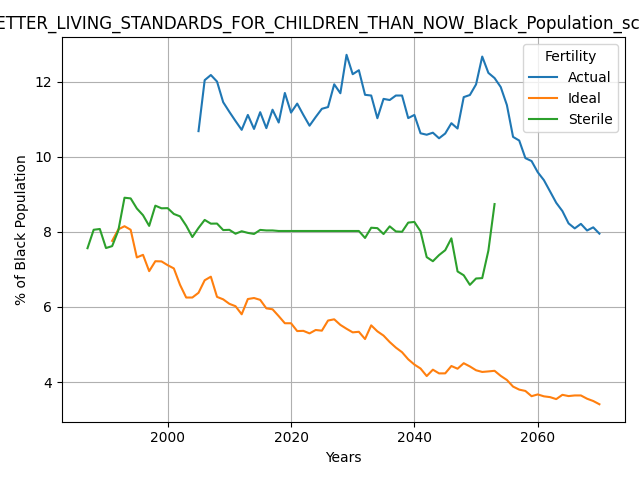 ETTER_LIVING_STANDARDS_FOR_CHILDREN_THAN_NOW_Black_Population_sc
Fertility
Actual
Ideal
Sterile
% of Black Population
12
10
8
6
4
2000 2020 2040 2060
Years